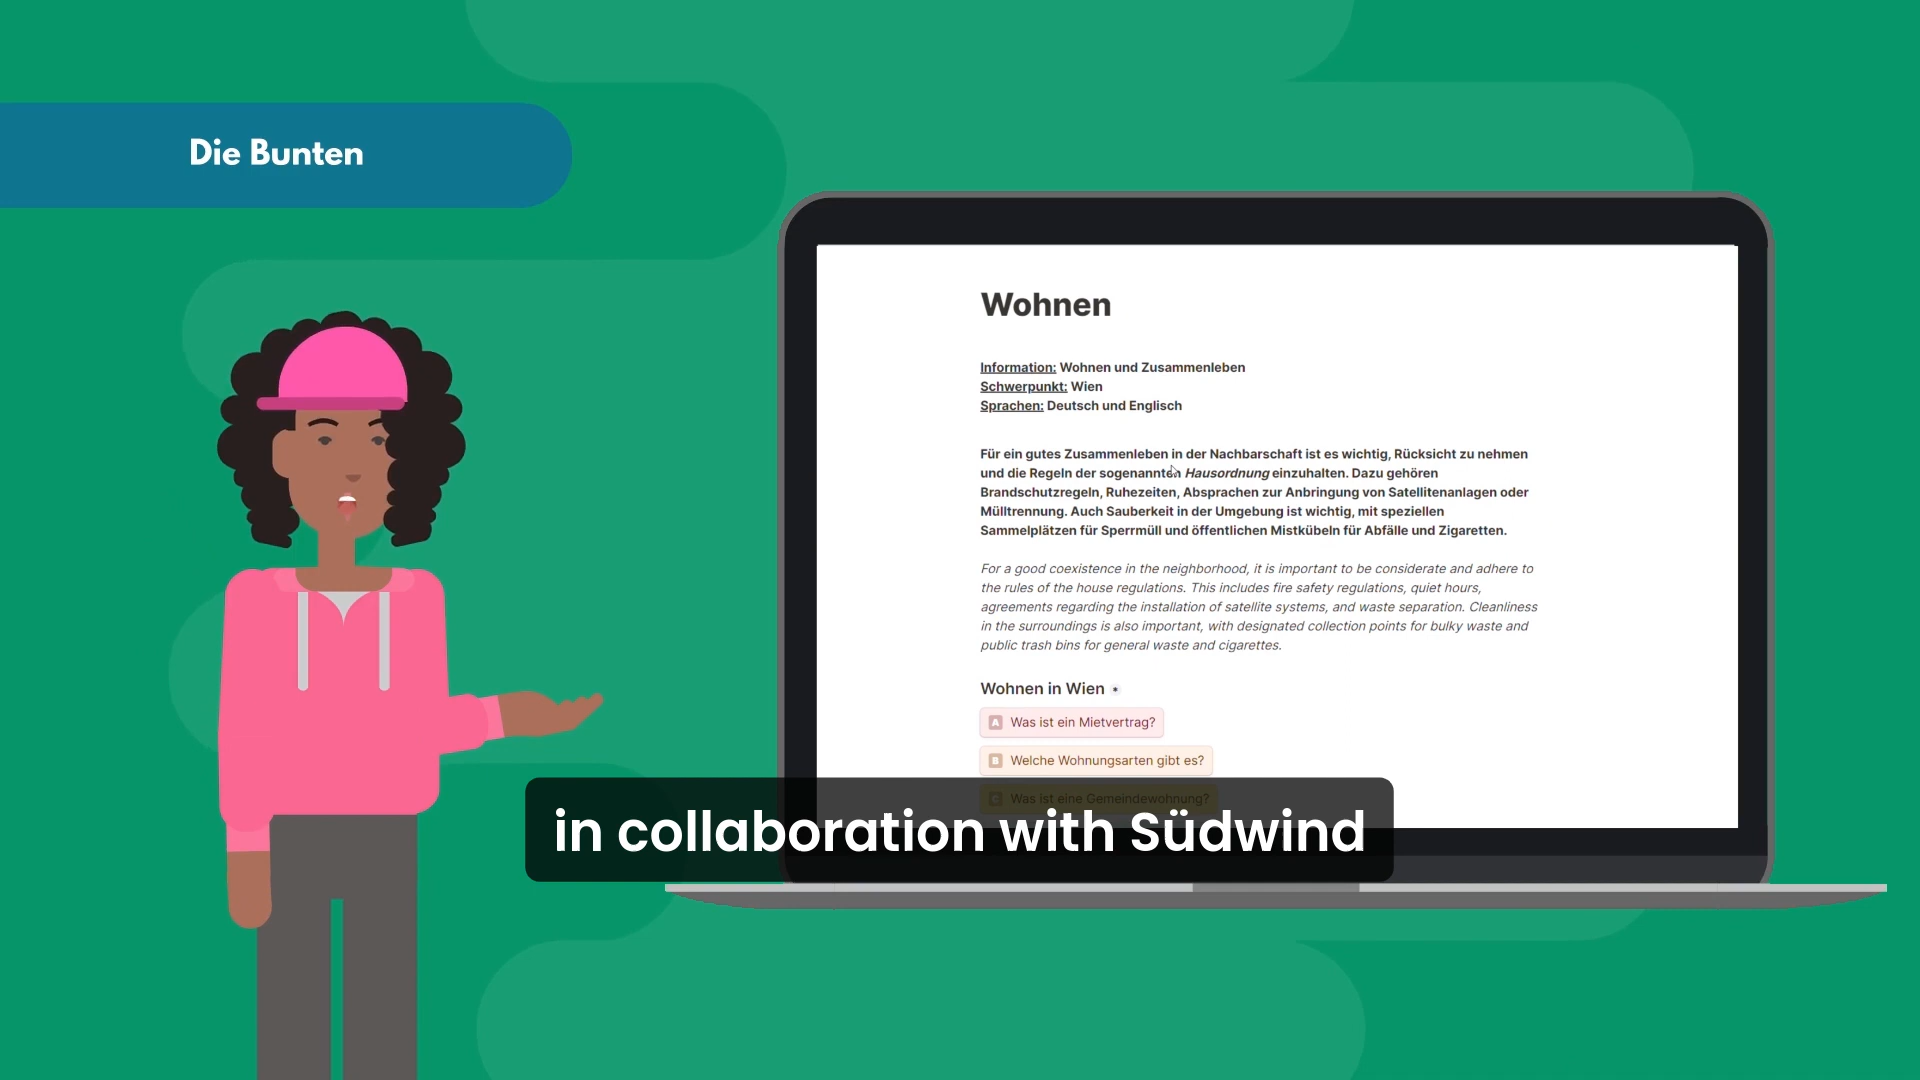 Die Bunten
Wohnen
Information: Wohnen und Zusammenleben
Schwerpunkt: Wien
Sprachen: Deutsch und Englisch
Für ein gutes Zusammenleben in der Nachbarschaft ist es wichtig, Rücksicht zu nehmen
und die Regeln der sogenannten Hausordnung einzuhalten. Dazu gehören
Brandschutzregeln, Ruhezeiten, Absprachen zur Anbringung von Satellitenanlagen oder
Mülltrennung. Auch Sauberkeit in der Umgebung ist wichtig, mit speziellen
Sammelplätzen für Sperrmüll und öffentlichen Mistkübeln für Abfälle und Zigaretten.
For a good coexistence in the neighborhood, it is important to be considerate and adhere to
the rules of the house regulations. This includes fire safety regulations, quiet hours,
agreements regarding the installation of satellite systems, and waste separation. Cleanliness
in the surroundings is also important, with designated collection points for bulky waste and
public trash bins for general waste and cigarettes.
Wohnen in Wien *
A Was ist ein Mietvertrag?
B Welche Wohnungsarten gibt es?
C Was ist eine Gemeindewohnung?
in collaboration with Südwind